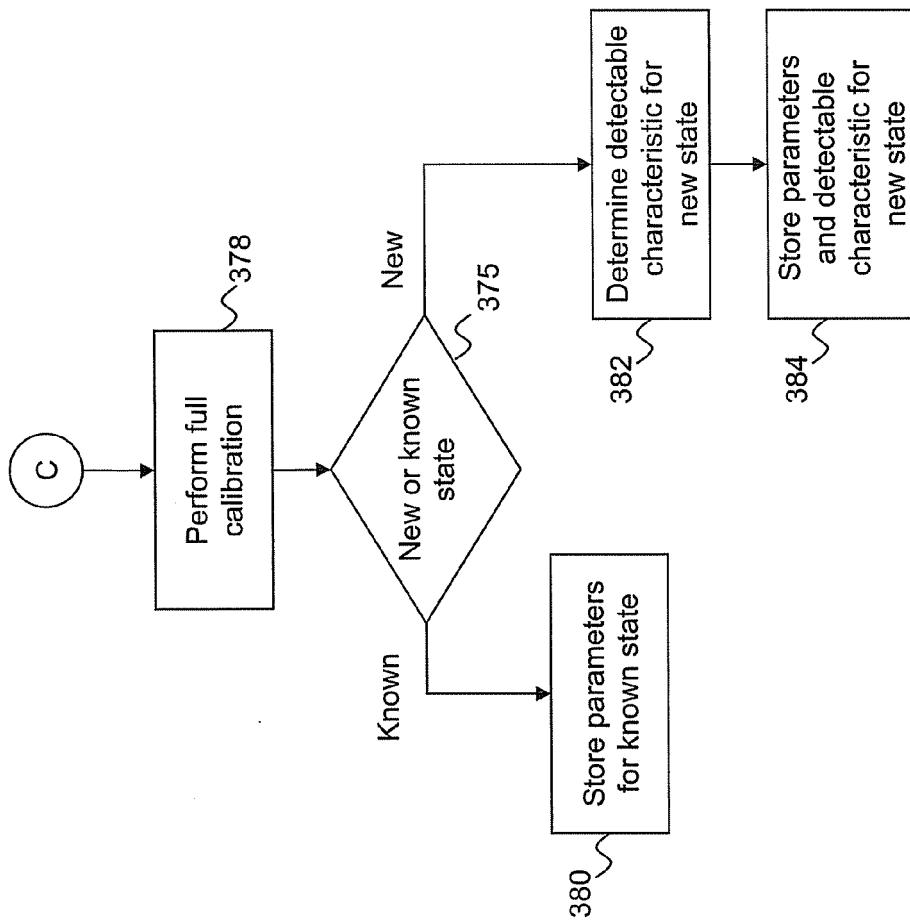 C
Perform full
calibration
378
New or known
state
375
Known
New
Store parameters
for known state
380
Determine detectable
characteristic for
new state
382
Store parameters
and detectable
characteristic for
new state
384